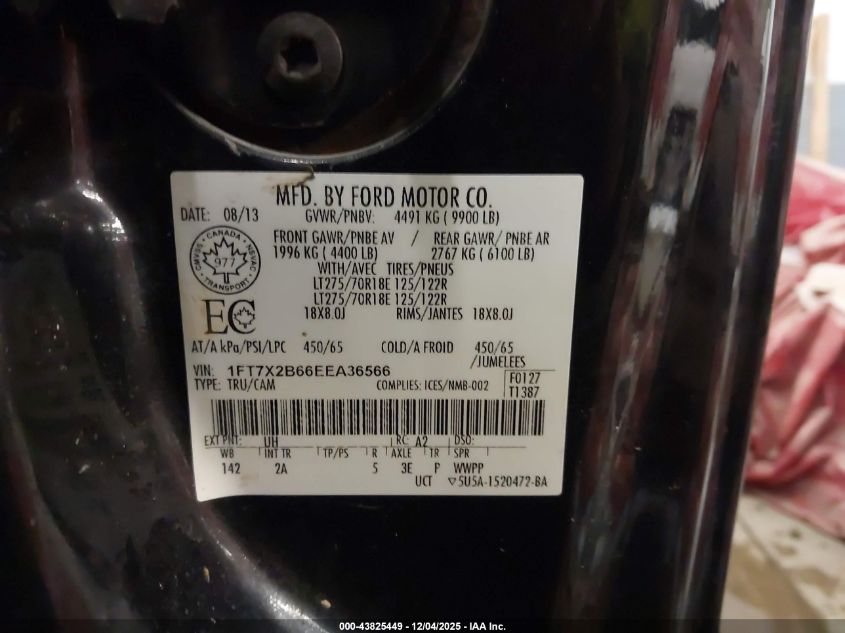 MFD. BY FORD MOTOR CO.
DATE: 08/13 GVWR/PNBV: 4491 KG ( 9900 LB)
FRONT GAWR/PNBE AV / REAR GAWR/ PNBE AR
1996 KG ( 4400 LB) 2767 KG ( 6100 LB)
WITH/AVEC TIRES/PNEUS
LT275/70R18E 125/122R
LT275/70R18E 125/122R
18X8.0J RIMS/JANTES 18X8.0J
CANADA
977
TRANSPORT
EC
AT/A kPa/PSI/LPC 450/65 COLD/A FROID 450/65
/JUMELEES
VIN: 1FT7X2B66EEA36566
TYPE: TRU/CAM COMPLIES: ICES/NMB-002
F0127
T1387
EXT PNT: UH RC: A2 DSO:
WB INT TR TP/PS R AXLE TR SPR
142 2A 5 3E P WWPP
UCT ▽5U5A-1520472-BA
000-43825449 - 12/04/2025 - IAA Inc.